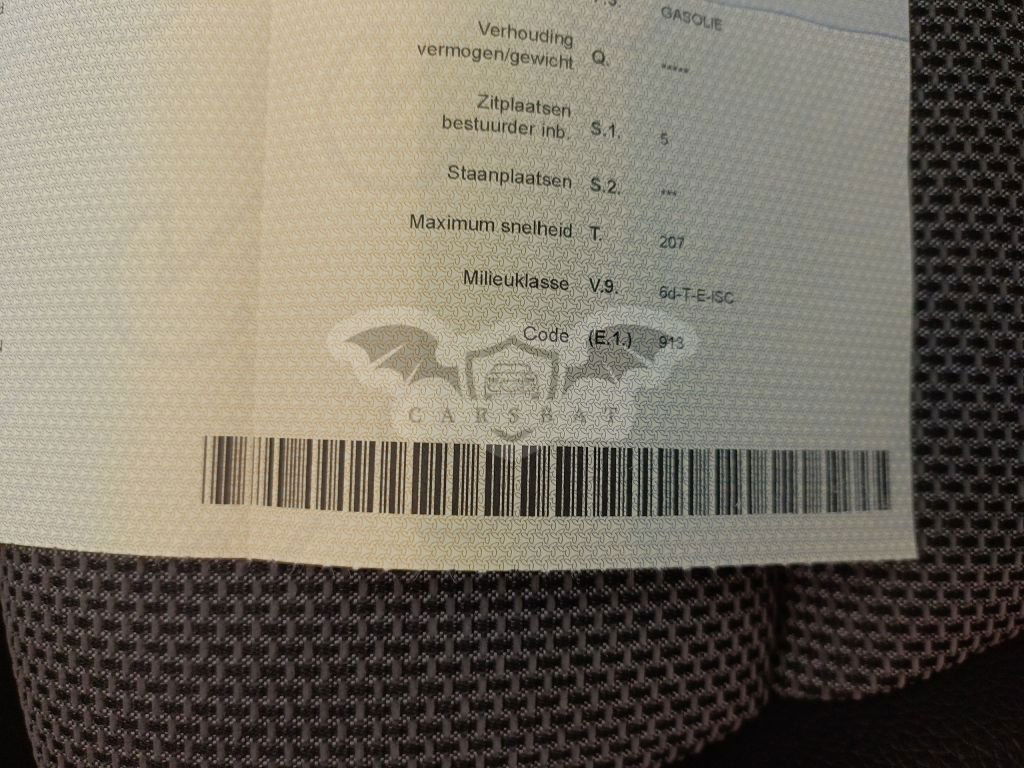 GASOLIE
Verhouding
vermogen/gewicht Q. *****
Zitplaatsen
bestuurder inb. S.1. 5
Staanplaatsen S.2. ***
Maximum snelheid T. 207
Milieuklasse V.9. 6d-T-E-ISC
Code (E.1.) 913
CARSBAT